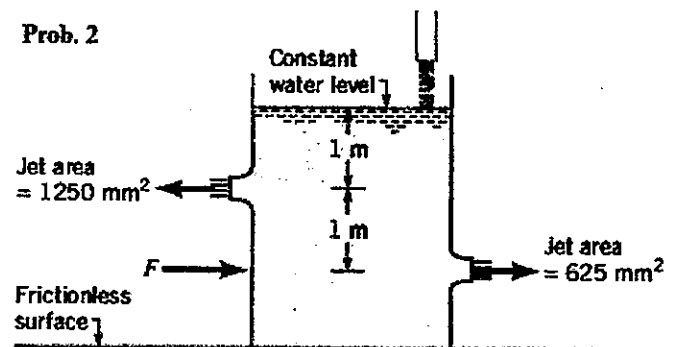 Prob. 2
Constant
water level
1 m
Jet area
= 1250 mm²
1 m
Jet area
= 625 mm²
F
Frictionless
surface